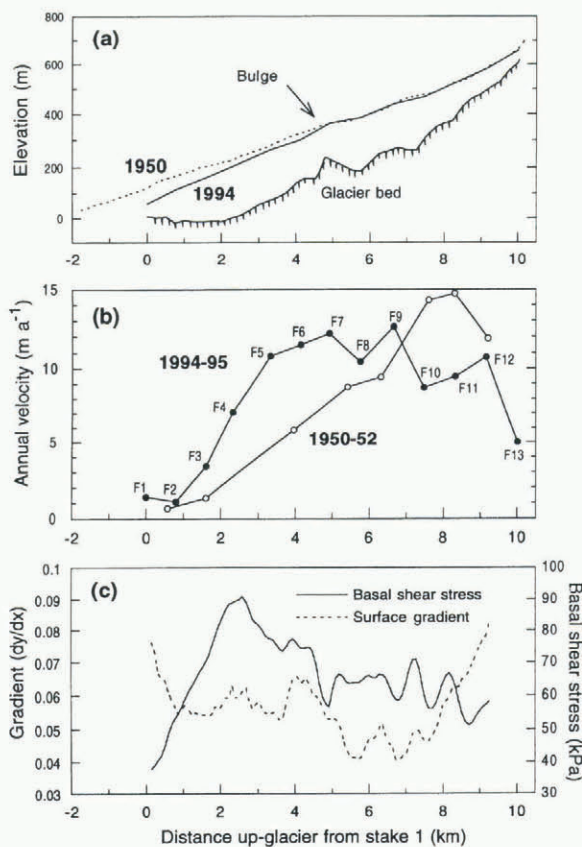 (a)
800
600
400
200
0
Elevation (m)
Bulge
1950
1994
Glacier bed
-2
0
2
4
6
8
10
(b)
15
10
5
0
Annual velocity (m a⁻¹)
1994-95
1950-52
F1
F2
F3
F4
F5
F6
F7
F8
F9
F10
F11
F12
F13
-2
0
2
4
6
8
10
(c)
0.1
0.09
0.08
0.07
0.06
0.05
0.04
0.03
Gradient (dy/dx)
Basal shear stress
Surface gradient
100
90
80
70
60
50
40
30
Basal shear stress
(kPa)
-2
0
2
4
6
8
10
Distance up-glacier from stake 1 (km)